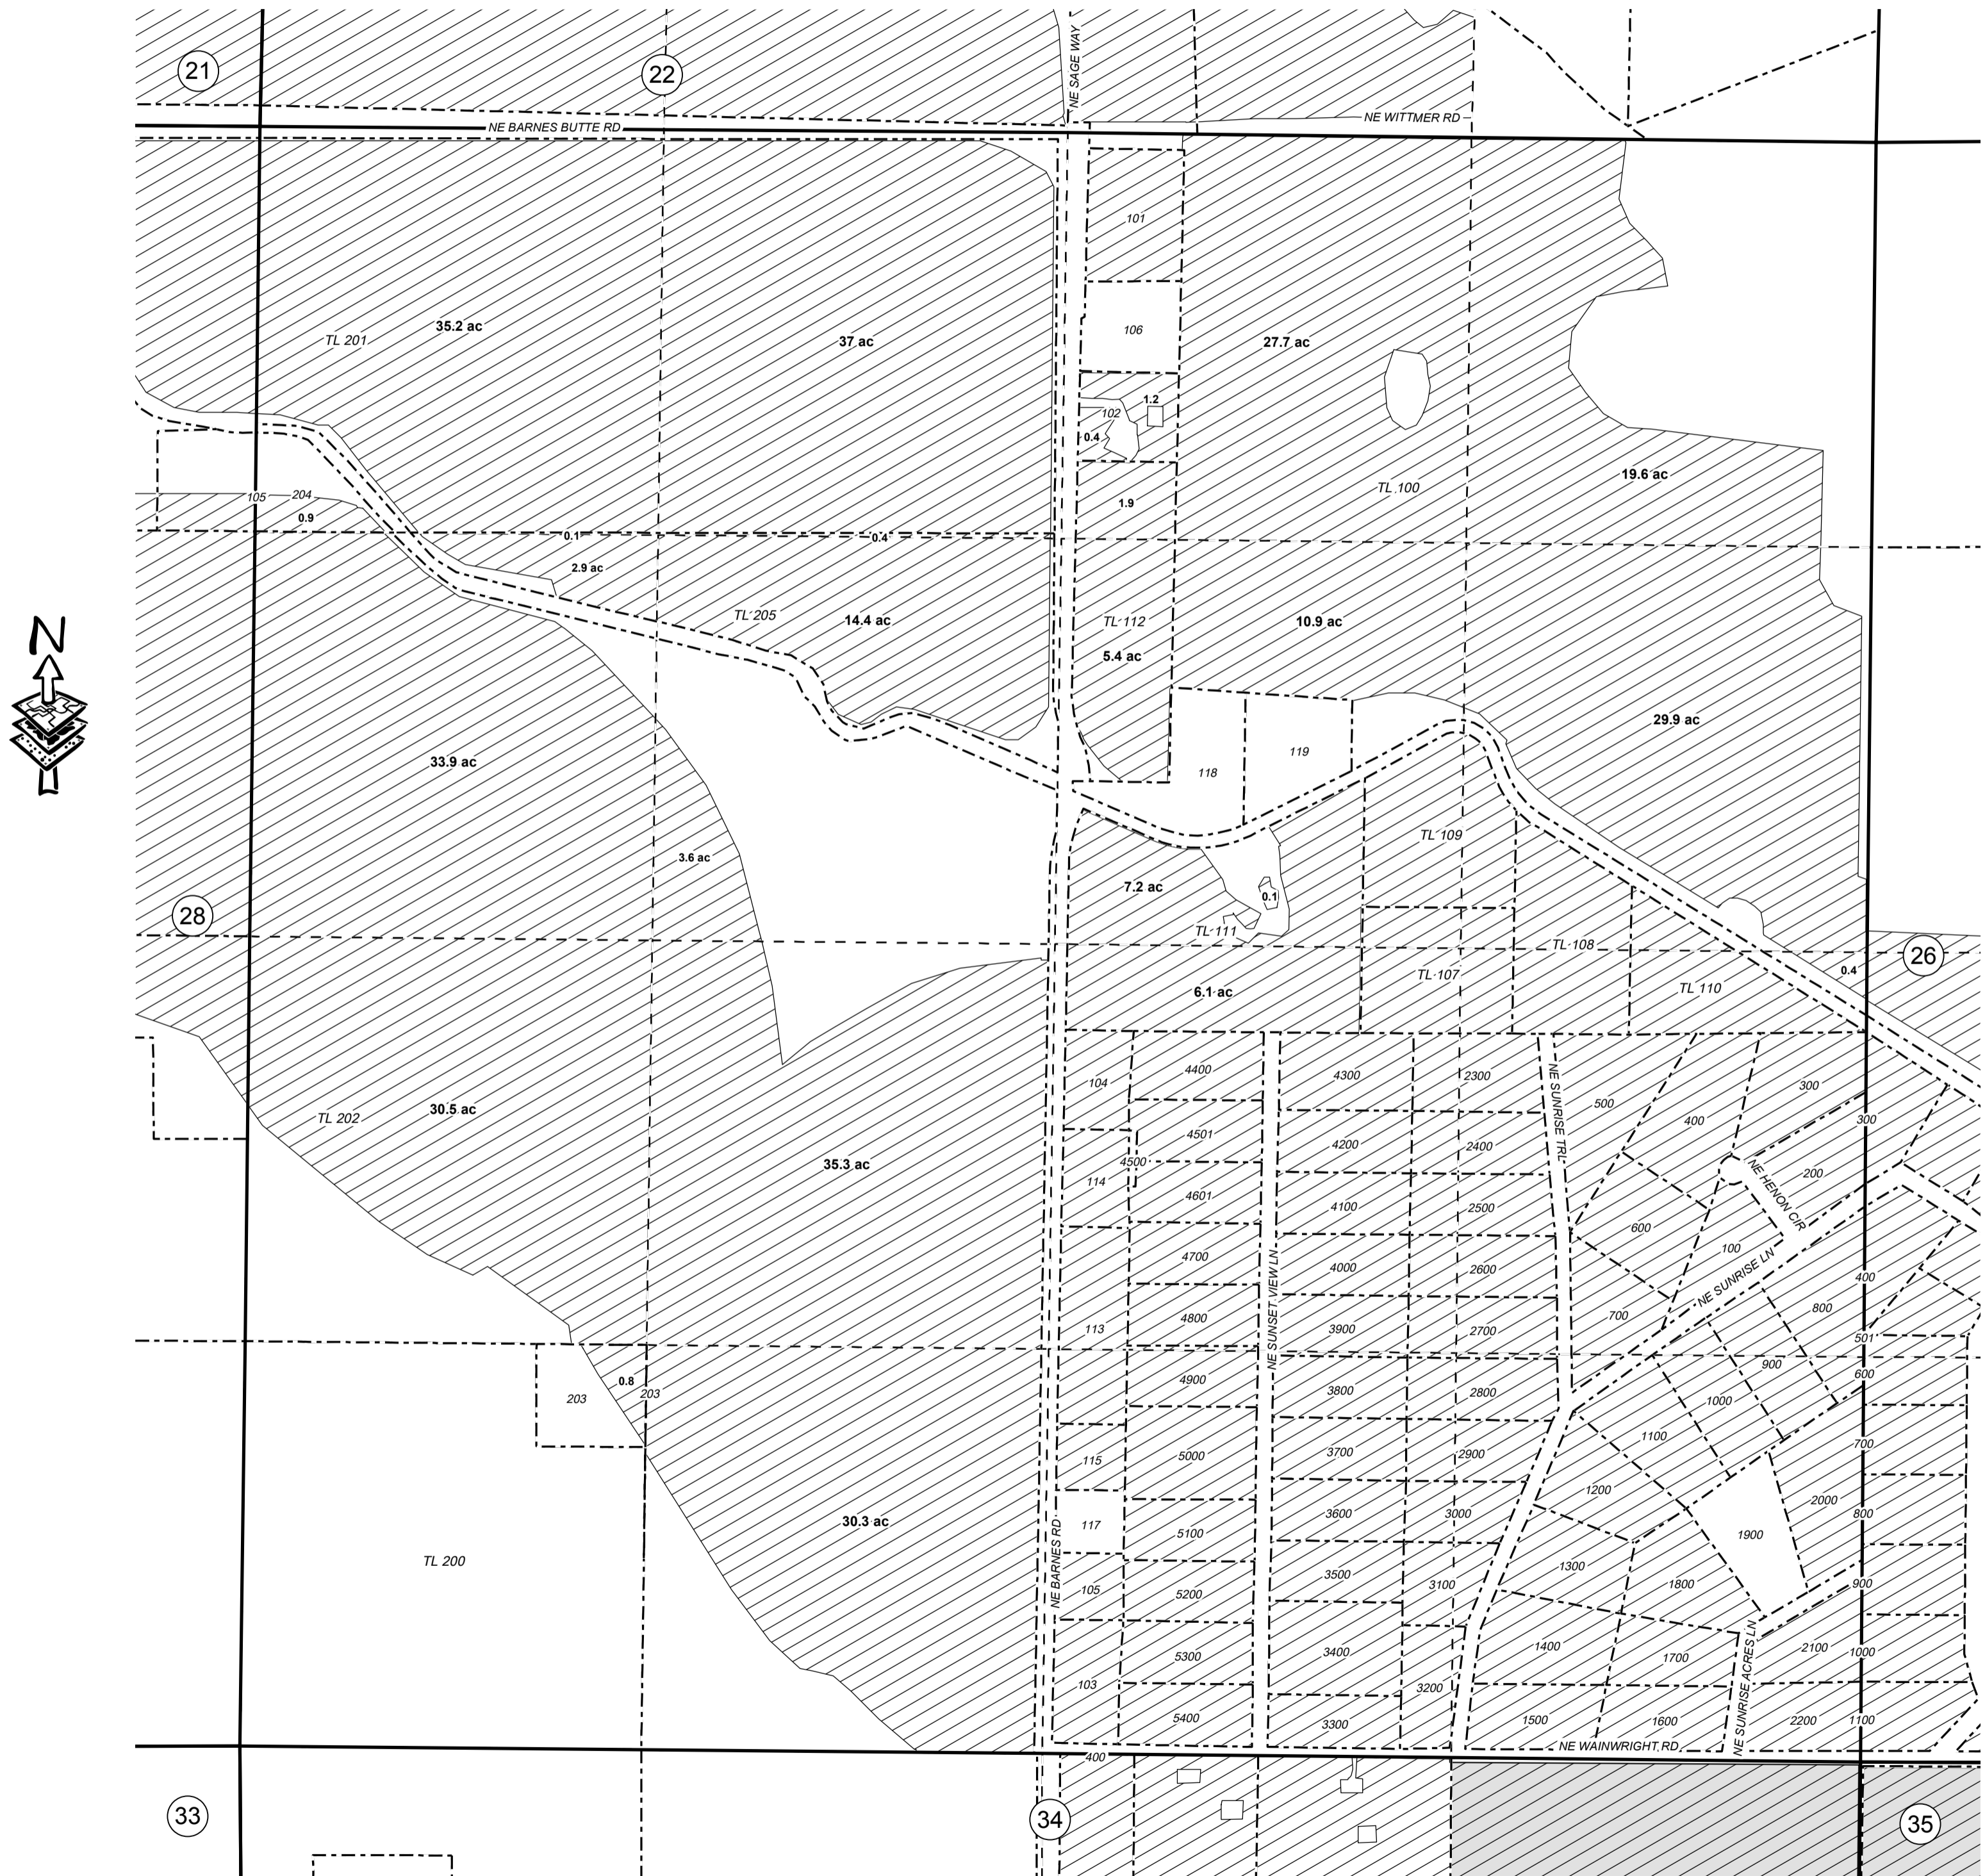 NE SAGE WAY
21
22
NE BARNES BUTTE RD
NE WITTMER RD
101
35.2 ac
TL 201
37 ac
106
27.7 ac
1.2
102
0.4
19.6 ac
TL 100
105
204
0.9
1.9
0.1
0.4
2.9 ac
TL 205
14.4 ac
TL 112
10.9 ac
5.4 ac
N
29.9 ac
33.9 ac
118
119
TL 109
3.6 ac
7.2 ac
0.1
28
TL 111
TL 108
26
0.4
TL 107
6.1 ac
TL 110
104
4400
4300
2300
NE SUNRISE TRL
500
400
300
300
TL 202
30.5 ac
4501
4200
2400
35.3 ac
4500
114
4601
4100
2500
NE HENON CIR
200
600
100
4700
4000
2600
NE SUNSET VIEW LN
NE SUNRISE LN
400
113
4800
3900
2700
700
800
501
0.8
203
203
4900
3800
2800
900
600
1000
115
5000
3700
2900
1100
700
30.3 ac
117
5100
3600
3000
1200
2000
800
1900
TL 200
NE BARNES RD
105
5200
3500
3100
1300
1800
900
103
5300
3400
3200
1400
1700
NE SUNRISE ACRES LN
2100
1000
5400
3300
1500
1600
2200
1100
400
NE WAINWRIGHT RD
33
34
35